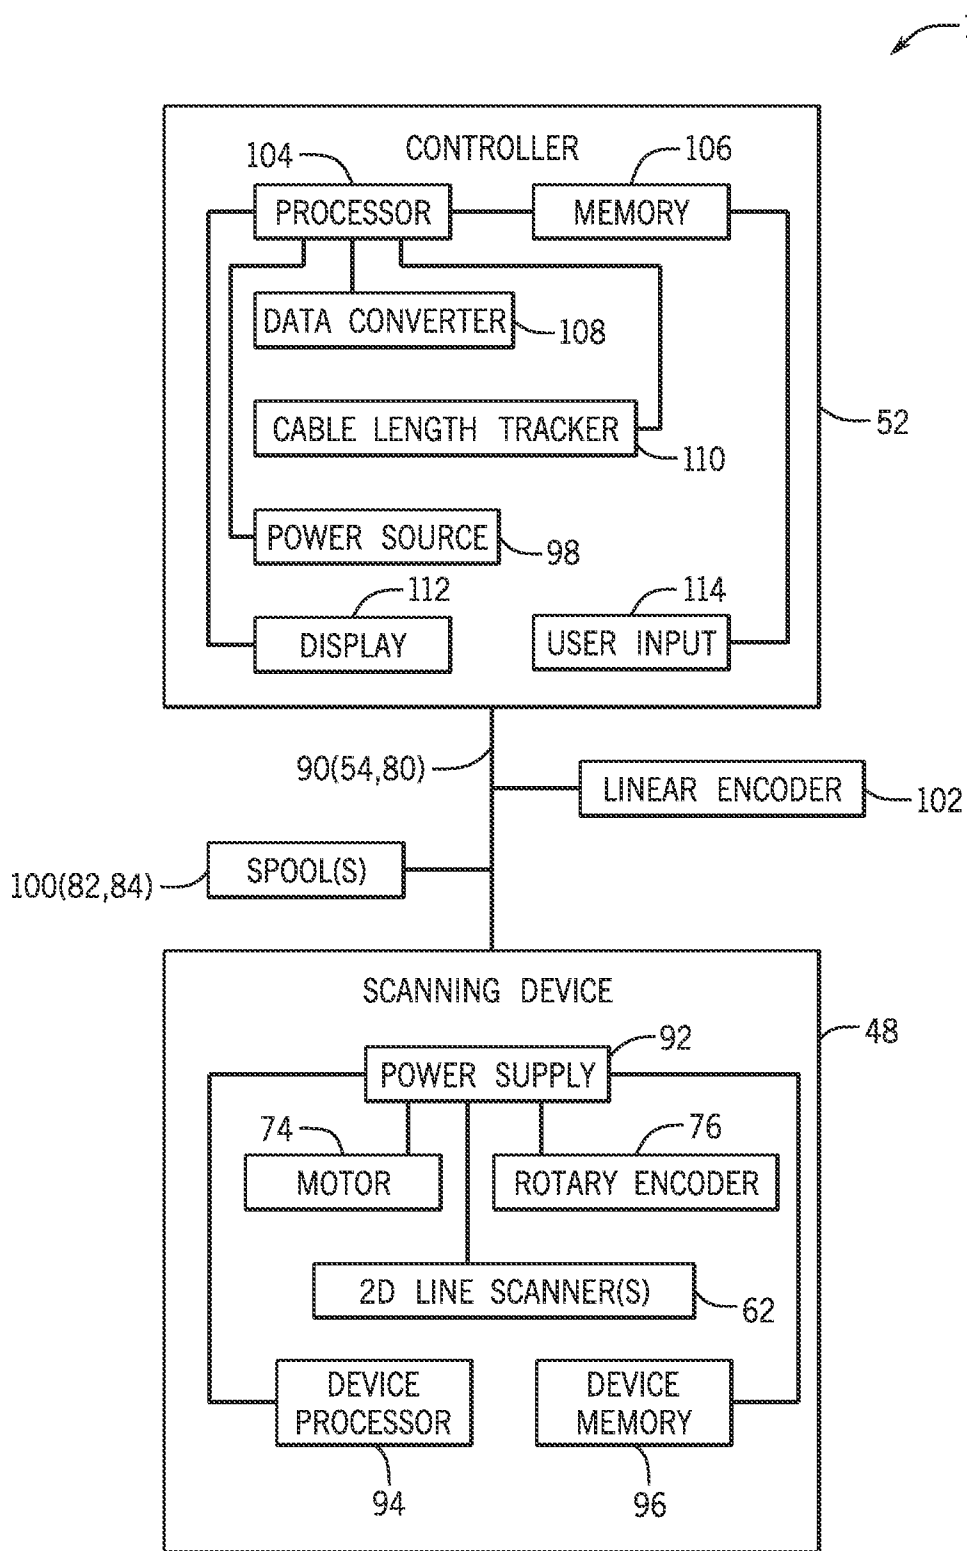 CONTROLLER
104
106
PROCESSOR
MEMORY
DATA CONVERTER
108
CABLE LENGTH TRACKER
52
110
POWER SOURCE
98
112
114
DISPLAY
USER INPUT
90(54,80)
LINEAR ENCODER
102
SPOOL(S)
100(82,84)
SCANNING DEVICE
48
92
POWER SUPPLY
74
76
MOTOR
ROTARY ENCODER
2D LINE SCANNER(S)
62
DEVICE
PROCESSOR
DEVICE
MEMORY
94
96